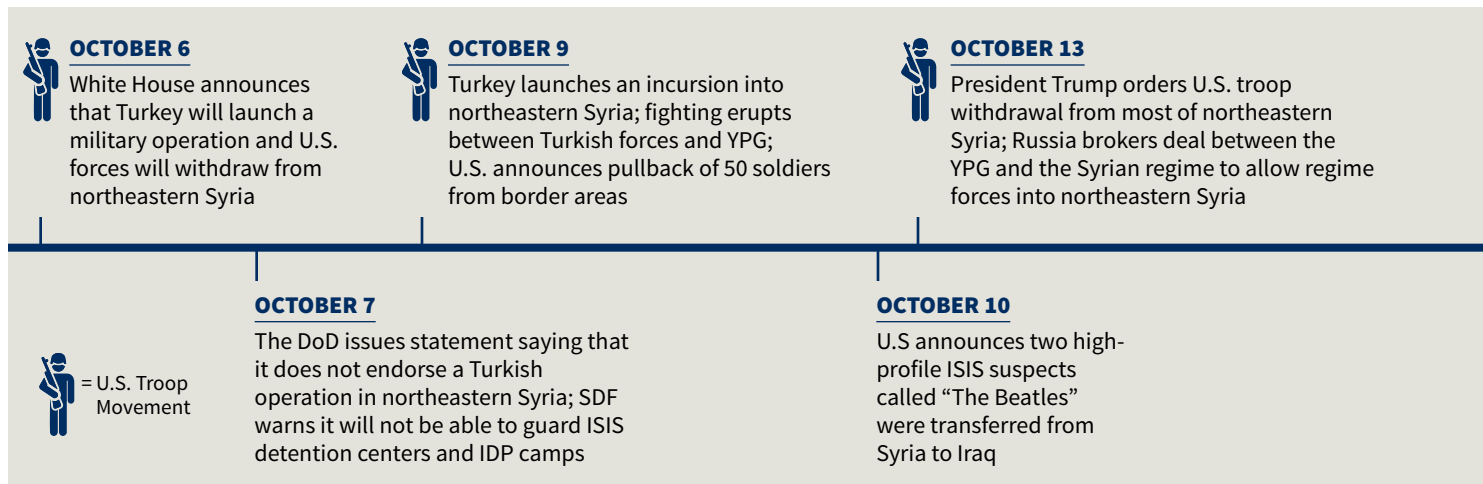 OCTOBER 6
White House announces
that Turkey will launch a
military operation and U.S.
forces will withdraw from
northeastern Syria
OCTOBER 9
Turkey launches an incursion into
northeastern Syria; fighting erupts
between Turkish forces and YPG;
U.S. announces pullback of 50 soldiers
from border areas
OCTOBER 13
President Trump orders U.S. troop
withdrawal from most of northeastern
Syria; Russia brokers deal between the
YPG and the Syrian regime to allow regime
forces into northeastern Syria
= U.S. Troop
Movement
OCTOBER 7
The DoD issues statement saying that
it does not endorse a Turkish
operation in northeastern Syria; SDF
warns it will not be able to guard ISIS
detention centers and IDP camps
OCTOBER 10
U.S announces two high-
profile ISIS suspects
called “The Beatles”
were transferred from
Syria to Iraq